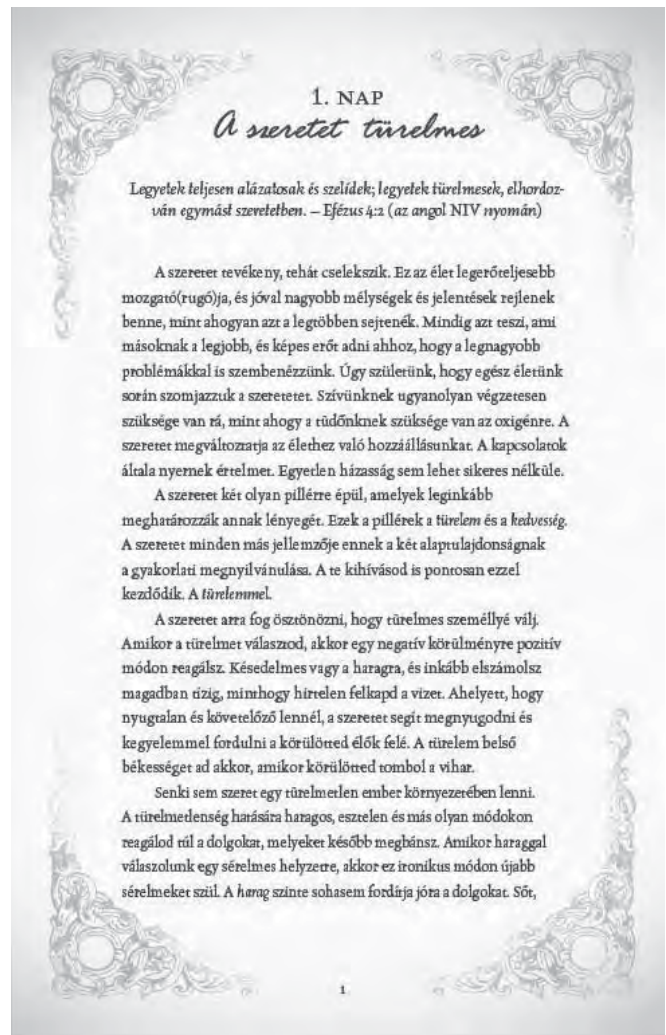 1. NAP
A szeretet türelmes
Legyetek teljesen alázatosak és szelídek; legyetek türelmesek, elhordoz-
ván egymást szeretetben. – Efézus 4:2 (az angol NIV nyomán)
A szeretet tevékeny, tehát cselekszik. Ez az élet legerőteljesebb
mozgató(rugó)ja, és jóval nagyobb mélységek és jelentések rejlenek
benne, mint ahogyan azt a legtöbben sejtenék. Mindig azt teszi, ami
másoknak a legjobb, és képes erőt adni ahhoz, hogy a legnagyobb
problémákkal is szembenézzünk. Úgy születünk, hogy egész életünk
során szomjazzuk a szeretetet. Szívünknek ugyanolyan végzetesen
szüksége van rá, mint ahogy a tüdőnknek szüksége van az oxigénre. A
szeretet megváltoztatja az élethez való hozzáállásunkat. A kapcsolatok
általa nyernek értelmet. Egyetlen házasság sem lehet sikeres nélküle.
A szeretet két olyan pillérre épül, amelyek leginkább
meghatározzák annak lényegét. Ezek a pillérek a türelem és a kedvesség.
A szeretet minden más jellemzője ennek a két alaptulajdonságnak
a gyakorlati megnyilvánulása. A te kihívásod is pontosan ezzel
kezdődik. A türelemmel.
A szeretet arra fog ösztönözni, hogy türelmes személlyé válj.
Amikor a türelmet választod, akkor egy negatív körülményre pozitív
módon reagálsz. Késedelmes vagy a haragra, és inkább elszámolsz
magadban tízig, minthogy hirtelen felkapd a vizet. Ahelyett, hogy
nyugtalan és követelőző lennél, a szeretet segít megnyugodni és
kegyelemmel fordulni a körülötted élők felé. A türelem belső
békességet ad akkor, amikor körülötted tombol a vihar.
Senki sem szeret egy türelmetlen ember környezetében lenni.
A türelmetlenség hatására haragos, esztelen és más olyan módokon
reagálod túl a dolgokat, melyeket később megbánsz. Amikor haraggal
válaszolunk egy sérelmes helyzetre, akkor ez ironikus módon újabb
sérelmeket szül. A harag szinte sohasem fordítja jóra a dolgokat. Sőt,
1